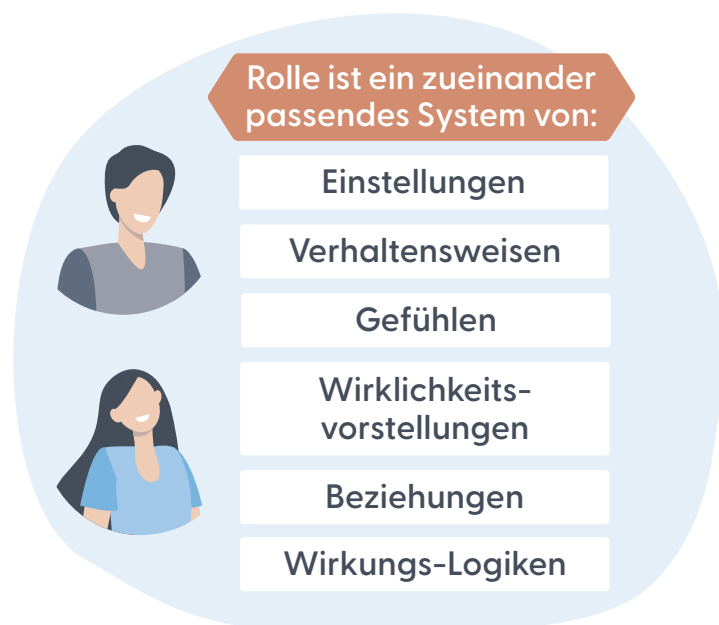 Rolle ist ein zueinander
passendes System von:
Einstellungen
Verhaltensweisen
Gefühlen
Wirklichkeits-
vorstellungen
Beziehungen
Wirkungs-Logiken